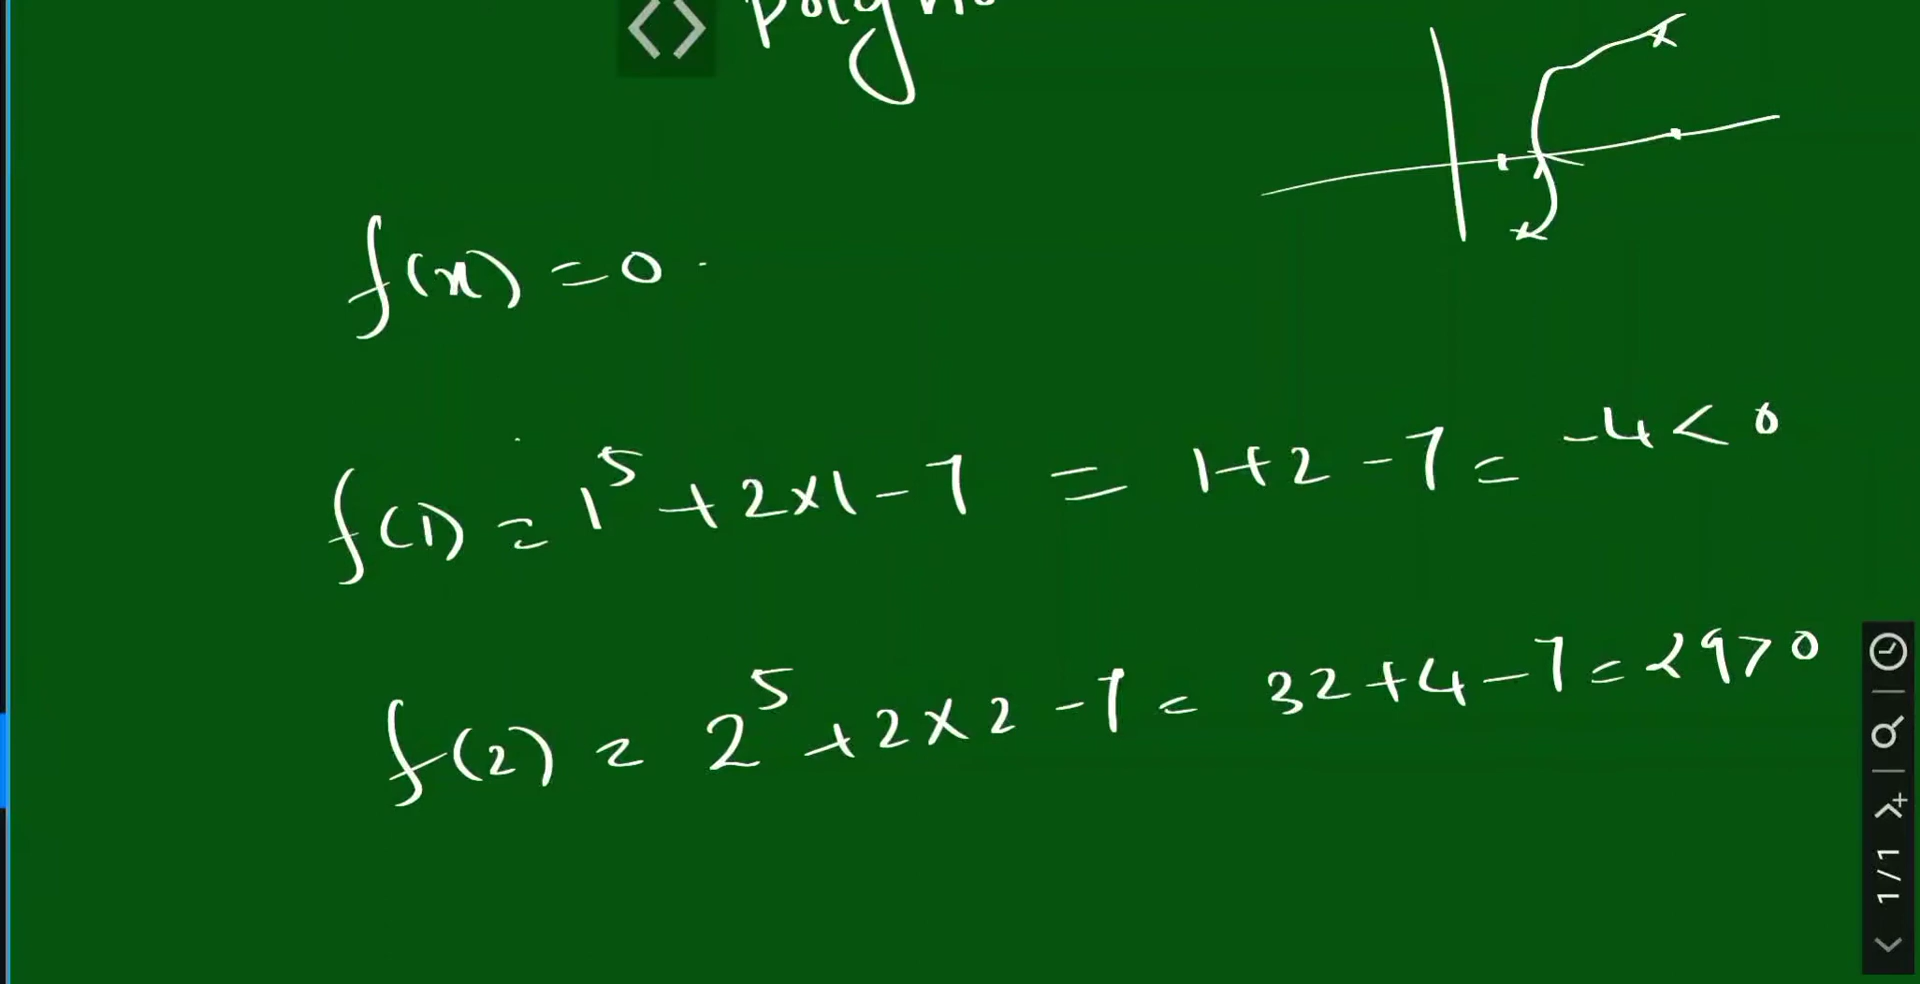 f(x) = 0
f(1) = 1⁵ + 2×1 - 7 = 1+2-7 = -4 < 0
f(2) = 2⁵ + 2×2 - 7 = 32+4-7 = 29 > 0
1/1